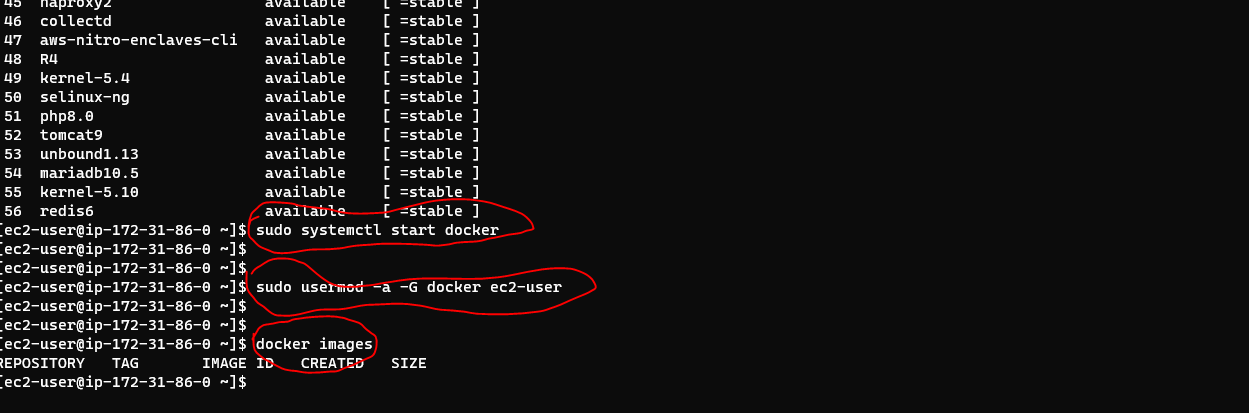 45 haproxy2 available [ =stable ]
46 collectd available [ =stable ]
47 aws-nitro-enclaves-cli available [ =stable ]
48 R4 available [ =stable ]
49 kernel-5.4 available [ =stable ]
50 selinux-ng available [ =stable ]
51 php8.0 available [ =stable ]
52 tomcat9 available [ =stable ]
53 unbound1.13 available [ =stable ]
54 mariadb10.5 available [ =stable ]
55 kernel-5.10 available [ =stable ]
56 redis6 available [ =stable ]
[ec2-user@ip-172-31-86-0 ~]$ sudo systemctl start docker
[ec2-user@ip-172-31-86-0 ~]$
[ec2-user@ip-172-31-86-0 ~]$
[ec2-user@ip-172-31-86-0 ~]$ sudo usermod -a -G docker ec2-user
[ec2-user@ip-172-31-86-0 ~]$
[ec2-user@ip-172-31-86-0 ~]$
[ec2-user@ip-172-31-86-0 ~]$ docker images
REPOSITORY TAG IMAGE ID CREATED SIZE
[ec2-user@ip-172-31-86-0 ~]$